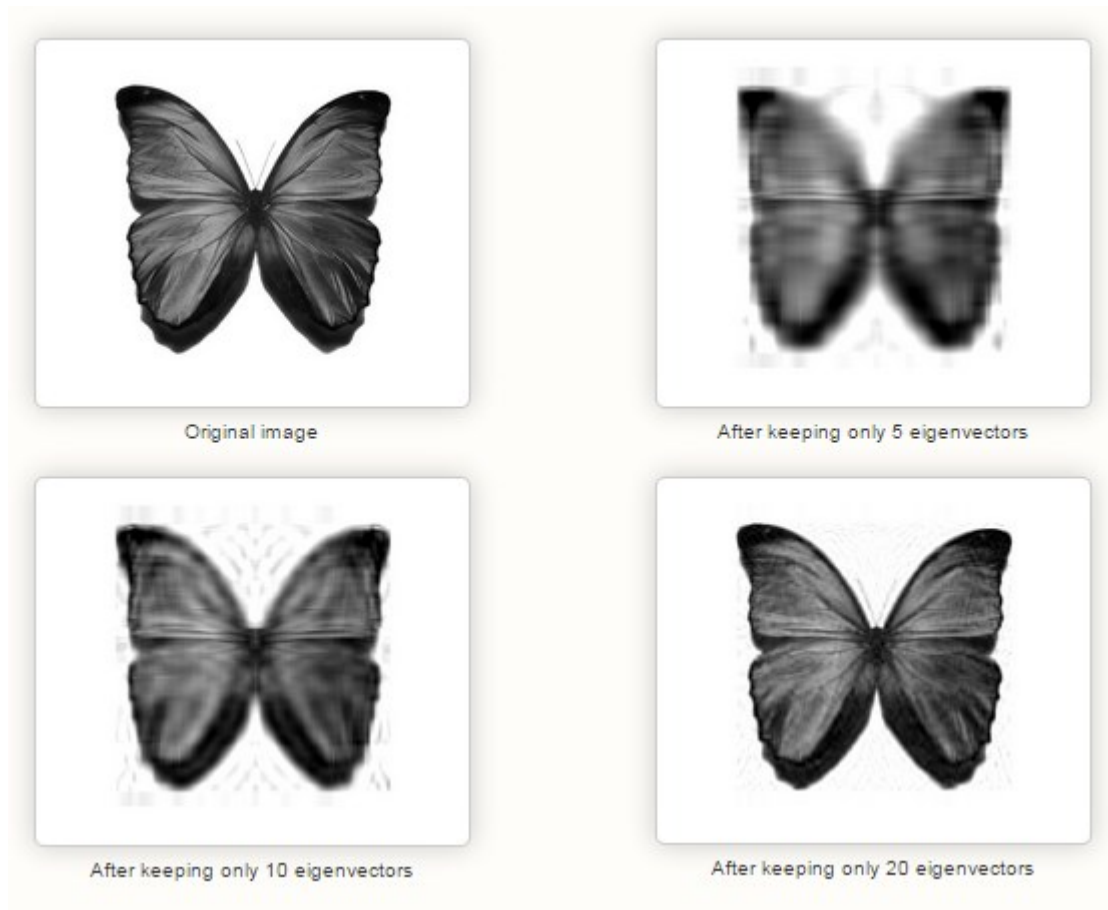 Original image
After keeping only 5 eigenvectors
After keeping only 10 eigenvectors
After keeping only 20 eigenvectors